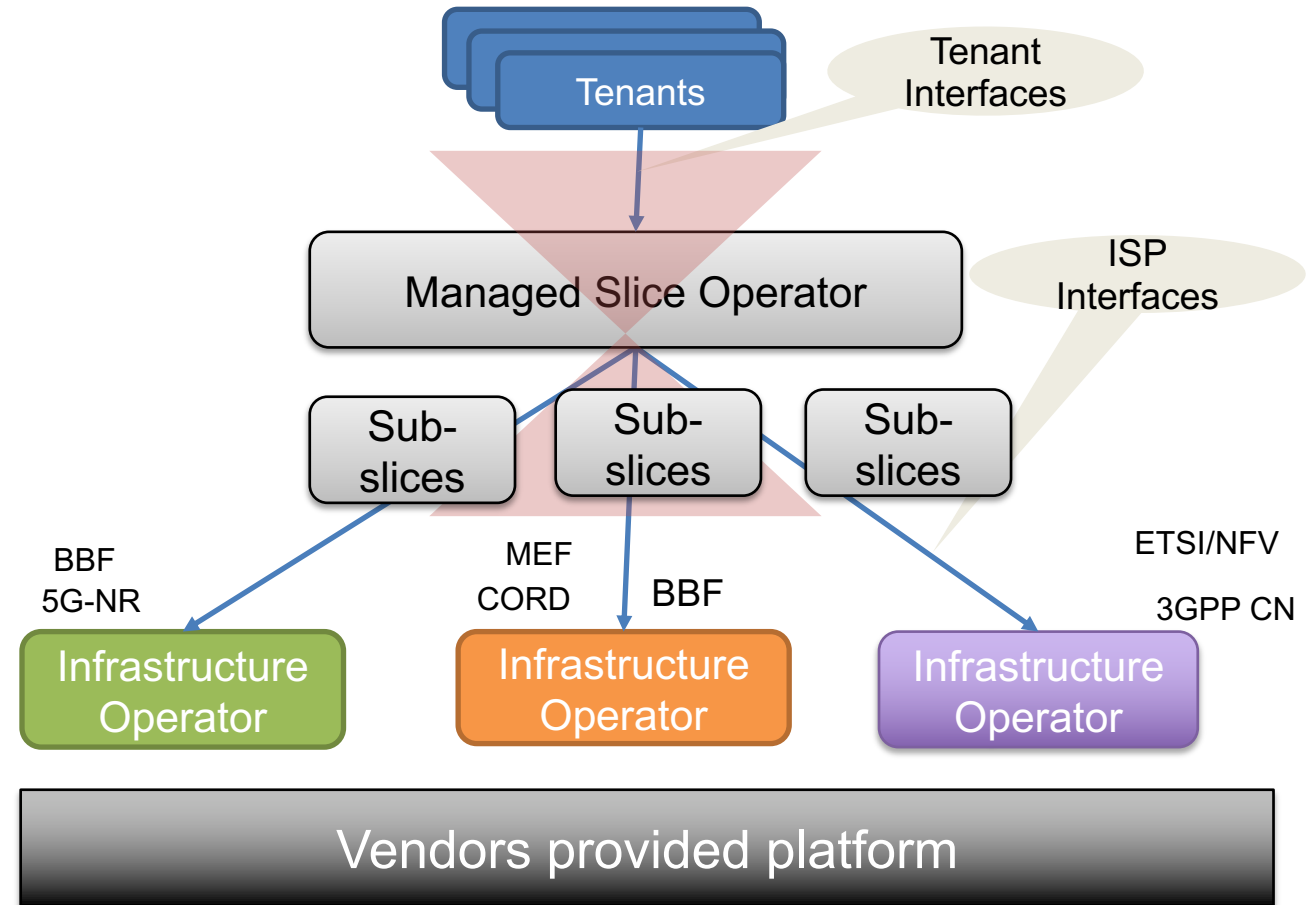 Tenants
Tenant
Interfaces
Managed Slice Operator
ISP
Interfaces
Sub-
slices
Sub-
slices
Sub-
slices
BBF
5G-NR
MEF
CORD
BBF
ETSI/NFV
3GPP CN
Infrastructure
Operator
Infrastructure
Operator
Infrastructure
Operator
Vendors provided platform